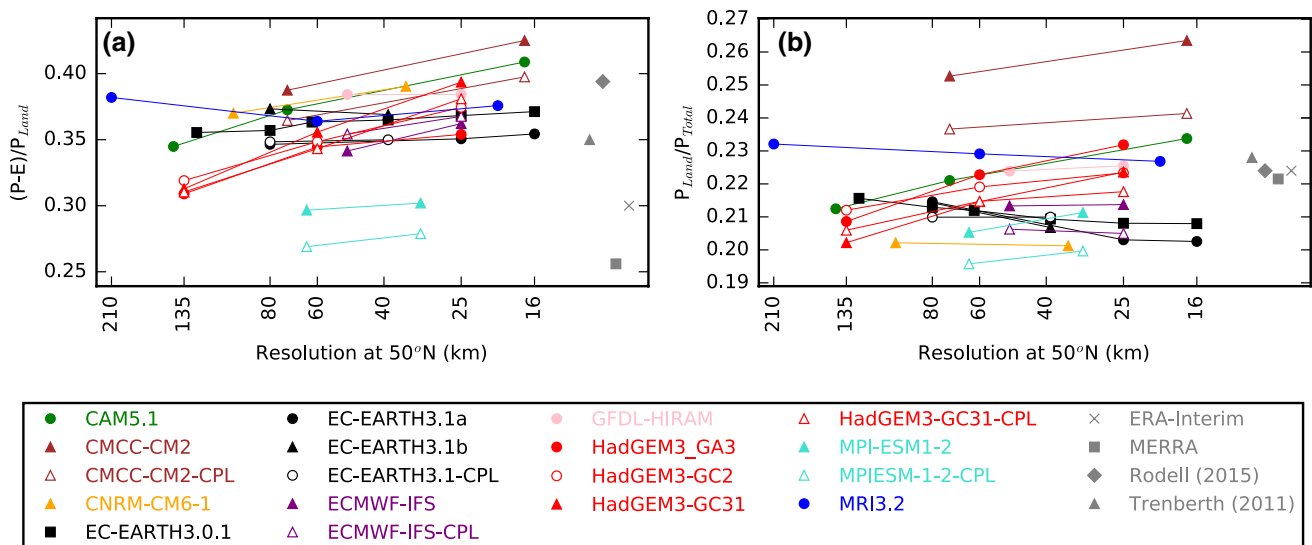 (a)
(P-E)/P_Land
0.40
0.35
0.30
0.25
210
135
80
60
40
25
16
Resolution at 50°N (km)
(b)
P_Land/P_Total
0.27
0.26
0.25
0.24
0.23
0.22
0.21
0.20
0.19
210
135
80
60
40
25
16
Resolution at 50°N (km)
CAM5.1
CMCC-CM2
CMCC-CM2-CPL
CNRM-CM6-1
EC-EARTH3.0.1
EC-EARTH3.1a
EC-EARTH3.1b
EC-EARTH3.1-CPL
ECMWF-IFS
ECMWF-IFS-CPL
GFDL-HIRAM
HadGEM3_GA3
HadGEM3-GC2
HadGEM3-GC31
HadGEM3-GC31-CPL
MPI-ESM1-2
MPIESM-1-2-CPL
MRI3.2
ERA-Interim
MERRA
Rodell (2015)
Trenberth (2011)